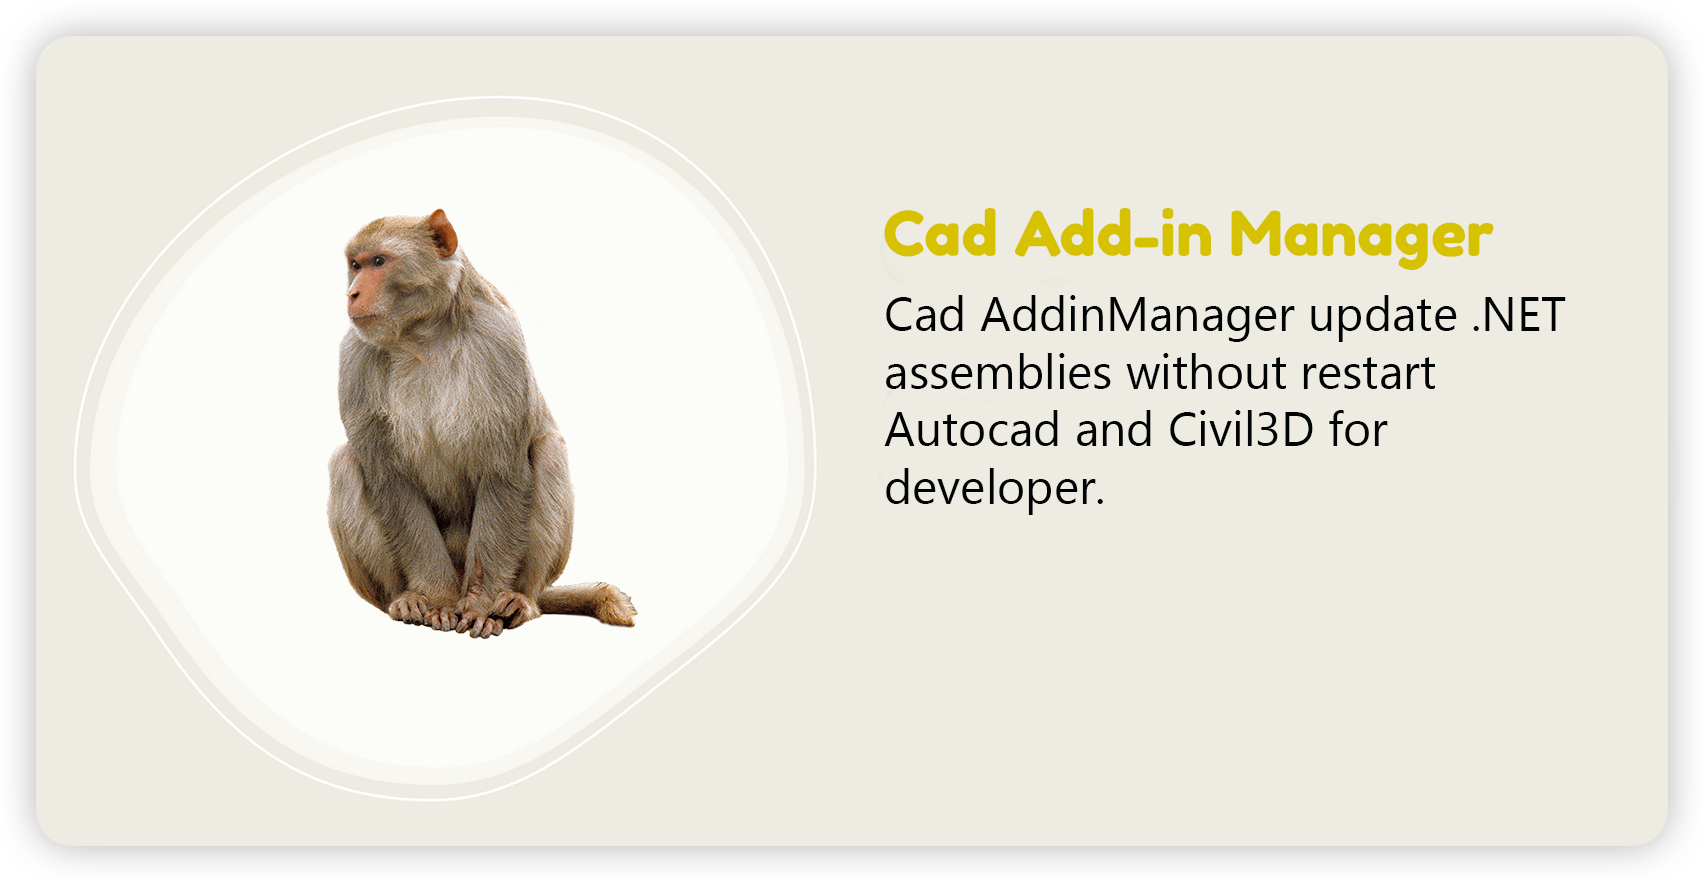 Cad Add-in Manager
Cad AddinManager update .NET
assemblies without restart
Autocad and Civil3D for
developer.